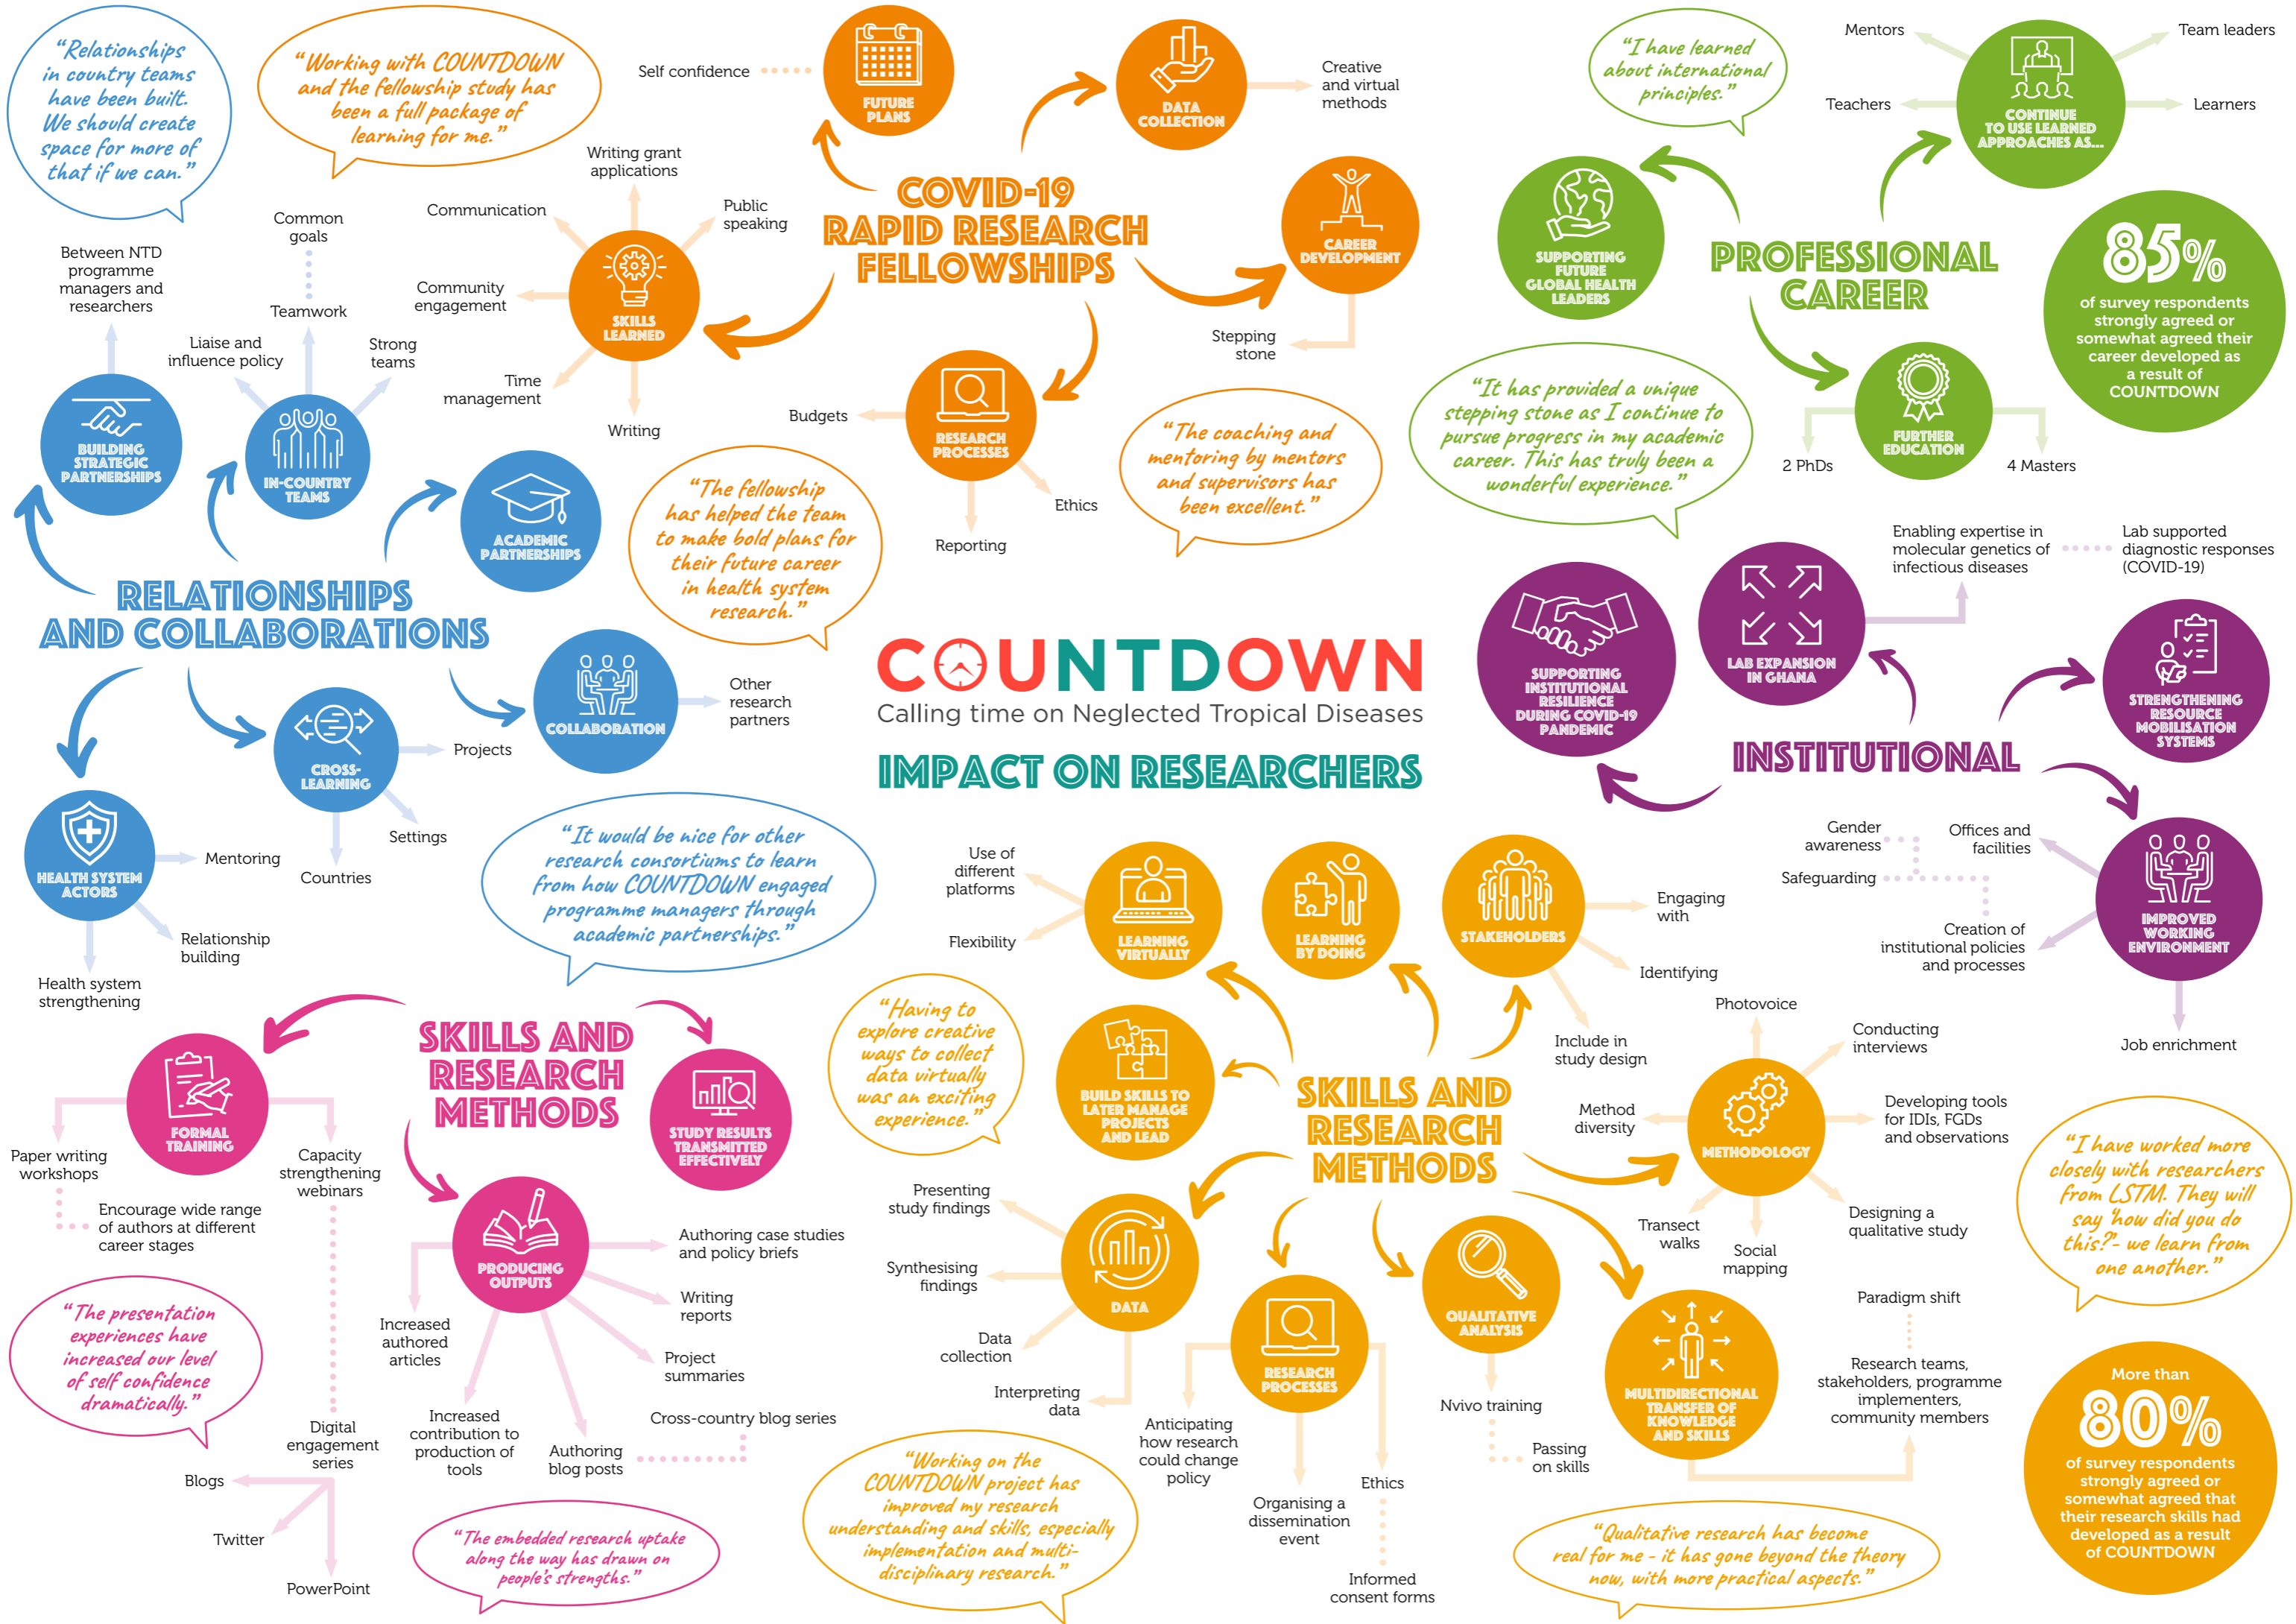 “Relationships
in country teams
have been built.
We should create
space for more of
that if we can.”
“Working with COUNTDOWN
and the fellowship study has
been a full package of
learning for me.”
Self confidence
FUTURE
PLANS
DATA
COLLECTION
Creative
and virtual
methods
COVID-19
RAPID RESEARCH
FELLOWSHIPS
Writing grant
applications
Communication
Public
speaking
Community
engagement
SKILLS
LEARNED
Time
management
Writing
CAREER
DEVELOPMENT
Stepping
stone
RESEARCH
PROCESSES
Budgets
Ethics
Reporting
“The coaching and
mentoring by mentors
and supervisors has
been excellent.”
“The fellowship
has helped the team
to make bold plans for
their future career
in health system
research.”
“I have learned
about international
principles.”
Mentors
Team leaders
Teachers
Learners
CONTINUE
TO USE LEARNED
APPROACHES AS...
SUPPORTING
FUTURE
GLOBAL HEALTH
LEADERS
PROFESSIONAL
CAREER
85%
of survey respondents
strongly agreed or
somewhat agreed their
career developed as
a result of
COUNTDOWN
“It has provided a unique
stepping stone as I continue to
pursue progress in my academic
career. This has truly been a
wonderful experience.”
FURTHER
EDUCATION
2 PhDs
4 Masters
Between NTD
programme
managers and
researchers
Common
goals
Teamwork
Liaise and
influence policy
Strong
teams
BUILDING
STRATEGIC
PARTNERSHIPS
IN-COUNTRY
TEAMS
ACADEMIC
PARTNERSHIPS
RELATIONSHIPS
AND COLLABORATIONS
COLLABORATION
Other
research
partners
CROSS-
LEARNING
Projects
Settings
Countries
HEALTH SYSTEM
ACTORS
Mentoring
Relationship
building
Health system
strengthening
“It would be nice for other
research consortiums to learn
from how COUNTDOWN engaged
programme managers through
academic partnerships.”
COUNTDOWN
Calling time on Neglected Tropical Diseases
IMPACT ON RESEARCHERS
Enabling expertise in
molecular genetics of
infectious diseases
Lab supported
diagnostic responses
(COVID-19)
SUPPORTING
INSTITUTIONAL
RESILIENCE
DURING COVID-19
PANDEMIC
LAB EXPANSION
IN GHANA
STRENGTHENING
RESOURCE
MOBILISATION
SYSTEMS
INSTITUTIONAL
Gender
awareness
Offices and
facilities
Safeguarding
Creation of
institutional policies
and processes
IMPROVED
WORKING
ENVIRONMENT
Job enrichment
SKILLS AND
RESEARCH
METHODS
FORMAL
TRAINING
Paper writing
workshops
Encourage wide range
of authors at different
career stages
Capacity
strengthening
webinars
Digital
engagement
series
Blogs
Twitter
PowerPoint
STUDY RESULTS
TRANSMITTED
EFFECTIVELY
PRODUCING
OUTPUTS
Authoring case studies
and policy briefs
Writing
reports
Project
summaries
Cross-country blog series
Authoring
blog posts
Increased
contribution to
production of
tools
Increased
authored
articles
“The presentation
experiences have
increased our level
of self confidence
dramatically.”
“The embedded research uptake
along the way has drawn on
people’s strengths.”
Use of
different
platforms
Flexibility
LEARNING
VIRTUALLY
LEARNING
BY DOING
STAKEHOLDERS
Engaging
with
Identifying
Include in
study design
“Having to
explore creative
ways to collect
data virtually
was an exciting
experience.”
BUILD SKILLS TO
LATER MANAGE
PROJECTS
AND LEAD
SKILLS AND
RESEARCH
METHODS
Photovoice
Conducting
interviews
Method
diversity
METHODOLOGY
Developing tools
for IDIs, FGDs
and observations
Designing a
qualitative study
Transect
walks
Social
mapping
“I have worked more
closely with researchers
from LSTM. They will
say ‘how did you do
this?’- we learn from
one another.”
Presenting
study findings
Synthesising
findings
Data
collection
Interpreting
data
DATA
RESEARCH
PROCESSES
Anticipating
how research
could change
policy
Organising a
dissemination
event
Ethics
Informed
consent forms
QUALITATIVE
ANALYSIS
Nvivo training
Passing
on skills
MULTIDIRECTIONAL
TRANSFER OF
KNOWLEDGE
AND SKILLS
Paradigm shift
Research teams,
stakeholders, programme
implementers,
community members
“Working on the
COUNTDOWN project has
improved my research
understanding and skills, especially
implementation and multi-
disciplinary research.”
“Qualitative research has become
real for me - it has gone beyond the theory
now, with more practical aspects.”
More than
80%
of survey respondents
strongly agreed or
somewhat agreed that
their research skills had
developed as a result
of COUNTDOWN